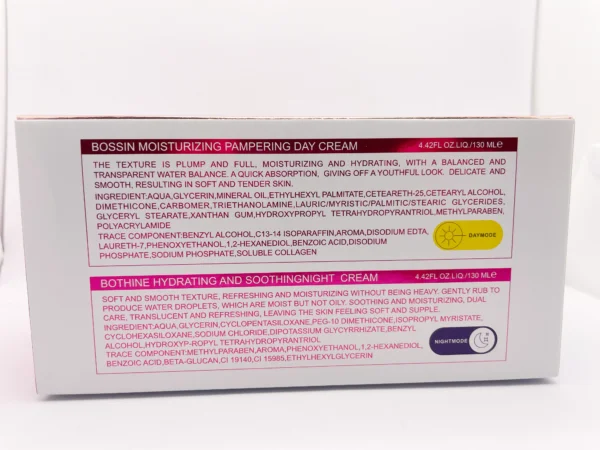 BOSSIN MOISTURIZING PAMPERING DAY CREAM 4.42FL OZ.LIQ./130 ML℮
THE TEXTURE IS PLUMP AND FULL, MOISTURIZING AND HYDRATING, WITH A BALANCED AND
TRANSPARENT WATER BALANCE. A QUICK ABSORPTION, GIVING OFF A YOUTHFUL LOOK. DELICATE AND
SMOOTH, RESULTING IN SOFT AND TENDER SKIN.
INGREDIENT:AQUA,GLYCERIN,MINERAL OIL,ETHYLHEXYL PALMITATE,CETEARETH-25,CETEARYL ALCOHOL,
DIMETHICONE,CARBOMER,TRIETHANOLAMINE,LAURIC/MYRISTIC/PALMITIC/STEARIC GLYCERIDES,
GLYCERYL STEARATE,XANTHAN GUM,HYDROXYPROPYL TETRAHYDROPYRANTRIOL,METHYLPARABEN,
POLYACRYLAMIDE
TRACE COMPONENT:BENZYL ALCOHOL,C13-14 ISOPARAFFIN,AROMA,DISODIUM EDTA,
LAURETH-7,PHENOXYETHANOL,1,2-HEXANEDIOL,BENZOIC ACID,DISODIUM
PHOSPHATE,SODIUM PHOSPHATE,SOLUBLE COLLAGEN
DAYMODE
BOTHINE HYDRATING AND SOOTHINGNIGHT CREAM 4.42FL OZ.LIQ./130 ML℮
SOFT AND SMOOTH TEXTURE, REFRESHING AND MOISTURIZING WITHOUT BEING HEAVY. GENTLY RUB TO
PRODUCE WATER DROPLETS, WHICH ARE MOIST BUT NOT OILY. SOOTHING AND MOISTURIZING, DUAL
CARE, TRANSLUCENT AND REFRESHING, LEAVING THE SKIN FEELING SOFT AND SUPPLE.
INGREDIENT:AQUA,GLYCERIN,CYCLOPENTASILOXANE,PEG-10 DIMETHICONE,ISOPROPYL MYRISTATE,
CYCLOHEXASILOXANE,SODIUM CHLORIDE,DIPOTASSIUM GLYCYRRHIZATE,BENZYL
ALCOHOL,HYDROXYP-ROPYL TETRAHYDROPYRANTRIOL
TRACE COMPONENT:METHYLPARABEN,AROMA,PHENOXYETHANOL,1,2-HEXANEDIOL,
BENZOIC ACID,BETA-GLUCAN,CI 19140,CI 15985,ETHYLHEXYLGLYCERIN
NIGHTMODE